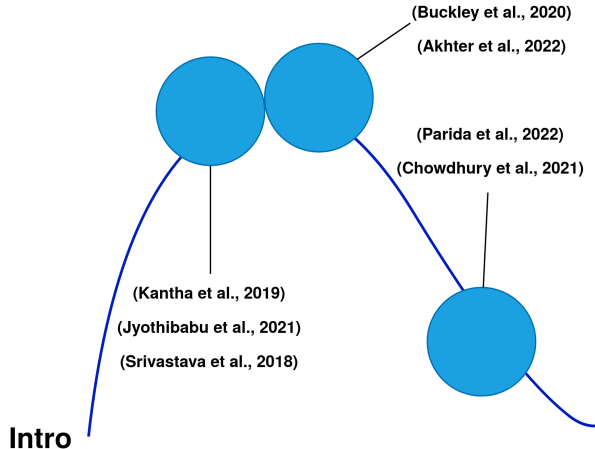 (Buckley et al., 2020)
(Akhter et al., 2022)
(Parida et al., 2022)
(Chowdhury et al., 2021)
(Kantha et al., 2019)
(Jyothibabu et al., 2021)
(Srivastava et al., 2018)
Intro